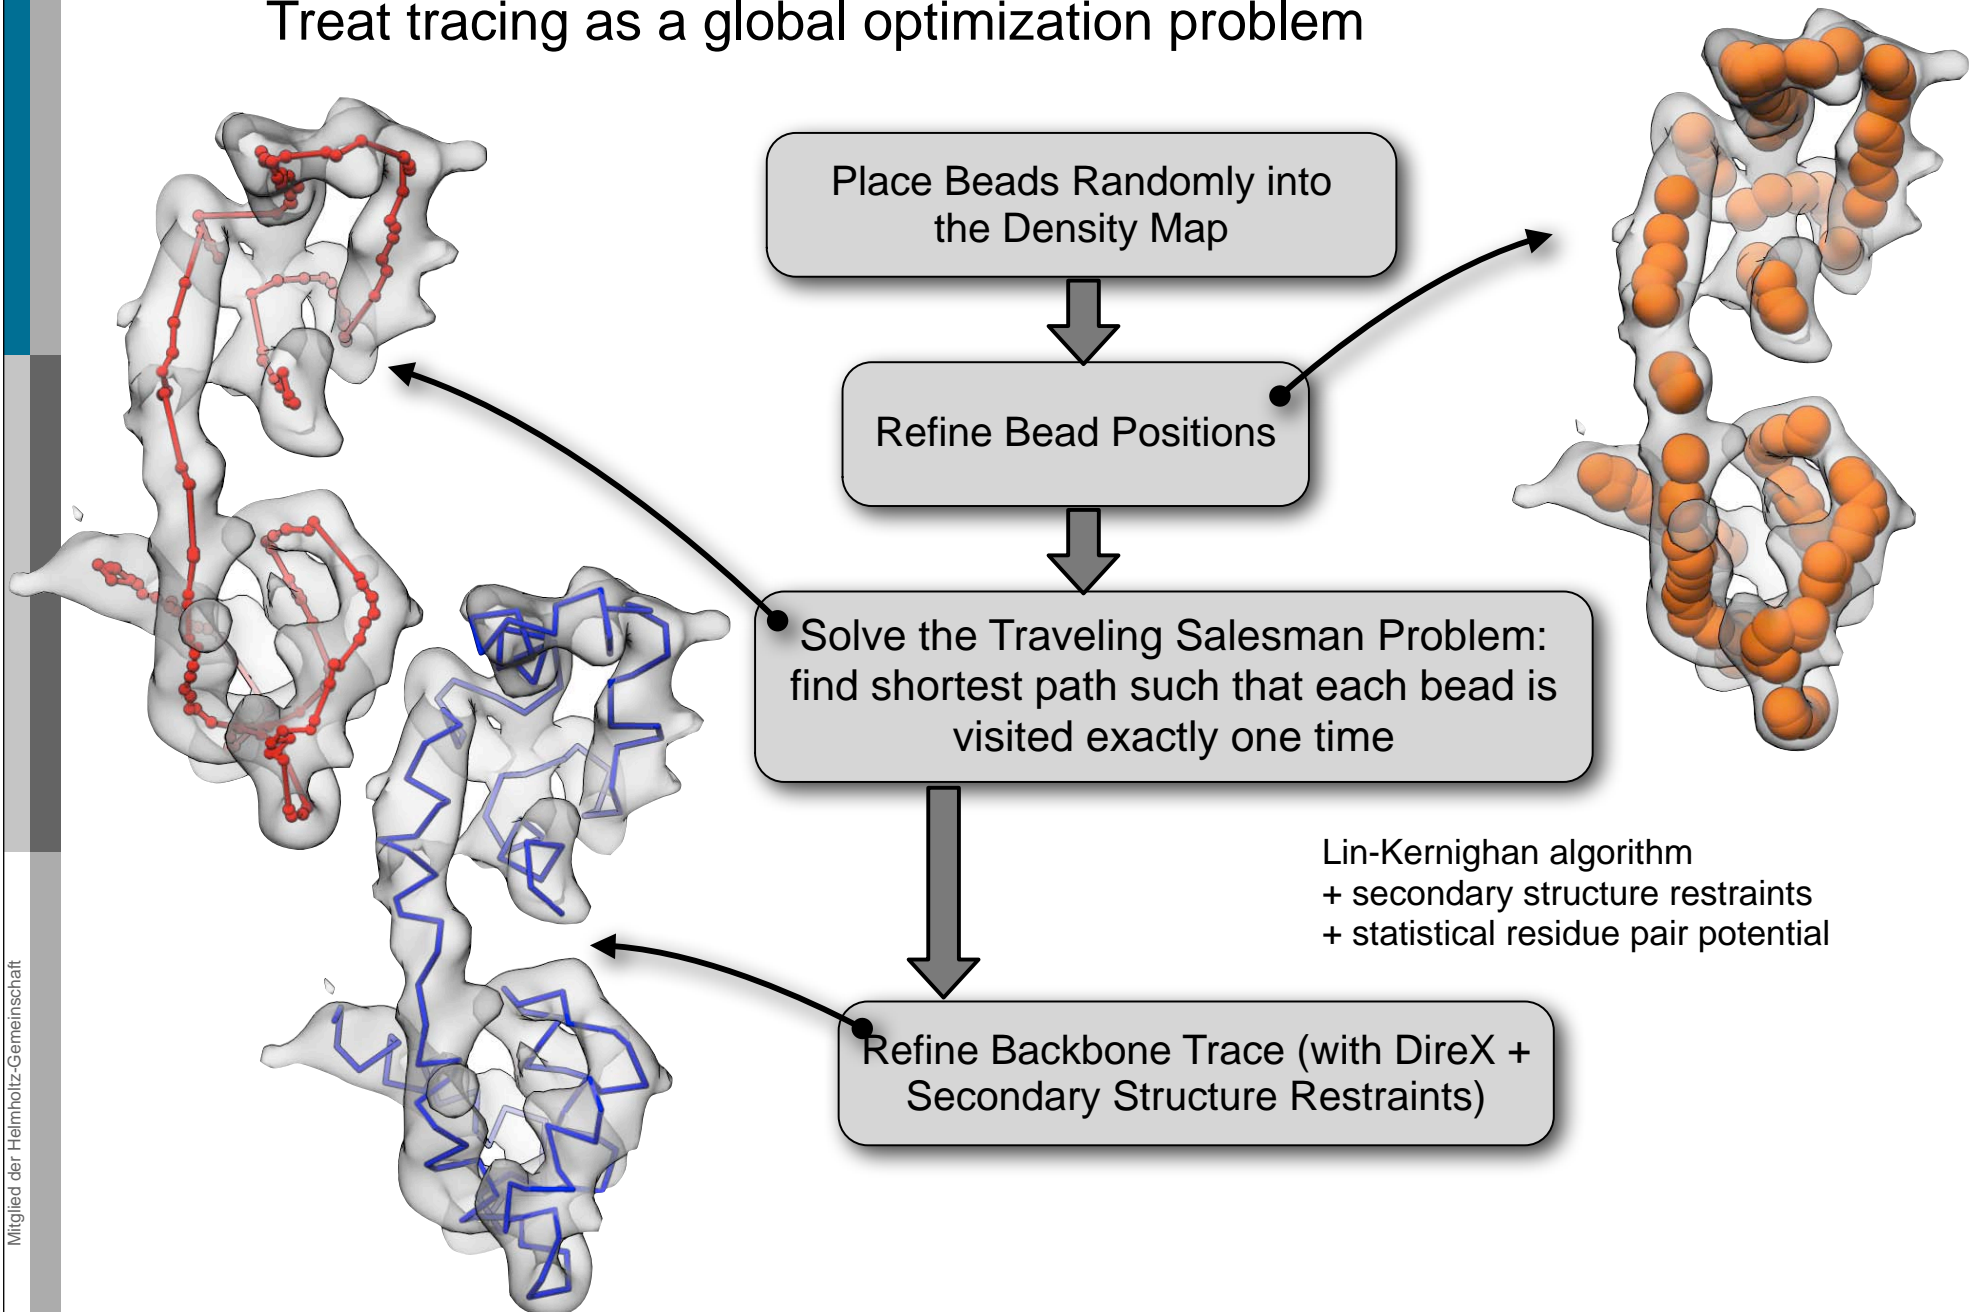 Treat tracing as a global optimization problem
Place Beads Randomly into
the Density Map
Refine Bead Positions
Solve the Traveling Salesman Problem:
find shortest path such that each bead is
visited exactly one time
Lin-Kernighan algorithm
+ secondary structure restraints
+ statistical residue pair potential
Refine Backbone Trace (with DireX +
Secondary Structure Restraints)
Mitglied der Helmholtz-Gemeinschaft